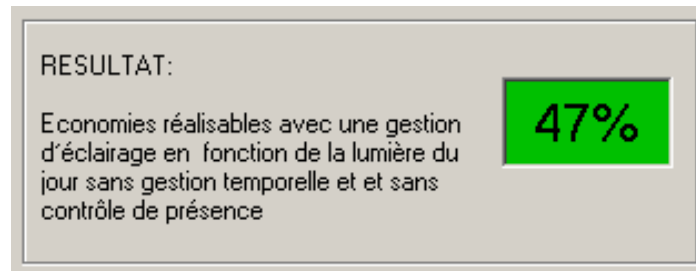 RESULTAT:
Economies réalisables avec une gestion
d'éclairage en fonction de la lumière du
jour sans gestion temporelle et et sans
contrôle de présence
47%